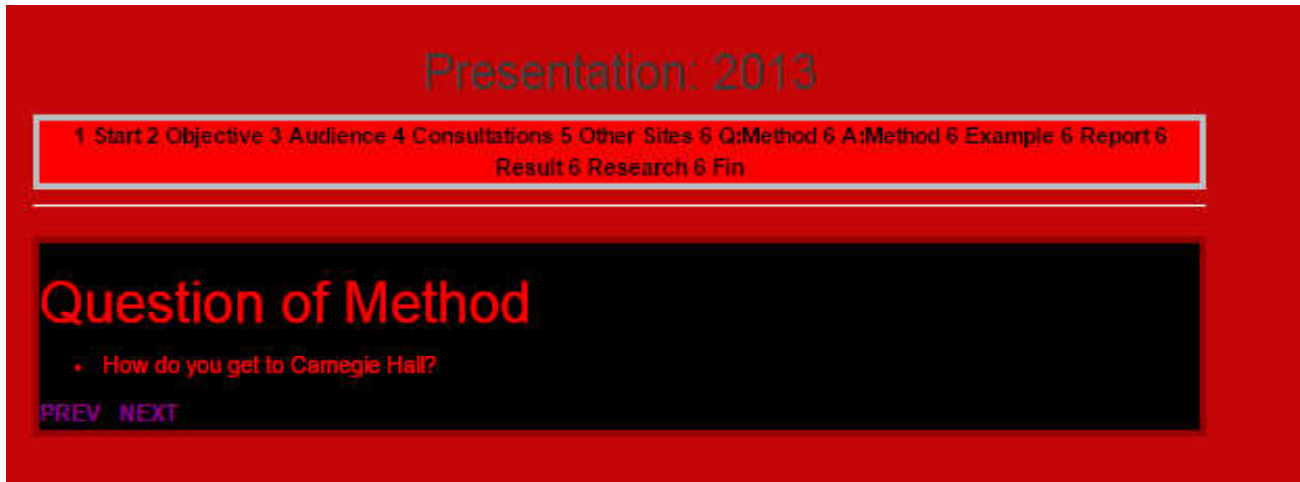 Presentation: 2013
1 Start 2 Objective 3 Audience 4 Consultations 5 Other Sites 6 Q:Method 6 A:Method 6 Example 6 Report 6
Result 6 Research 6 Fin
Question of Method
• How do you get to Carnegie Hall?
PREV NEXT